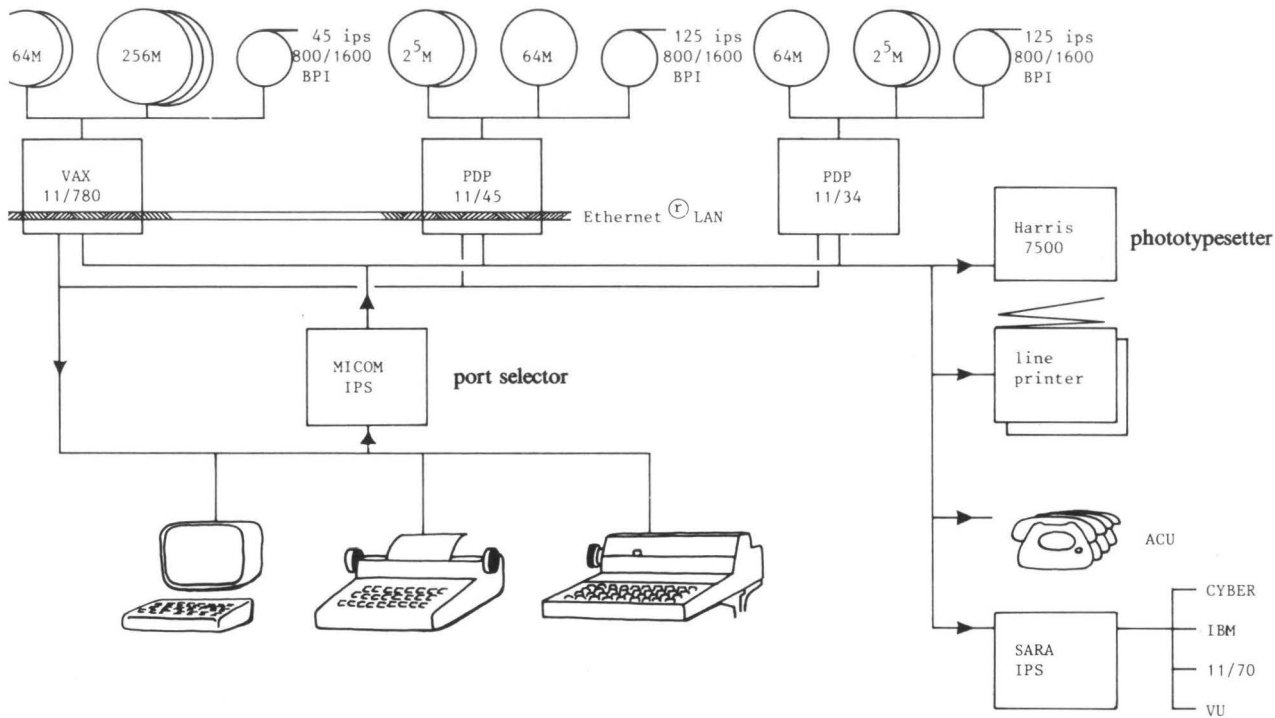 64M
256M
45 ips
800/1600
BPI
2⁵M
64M
125 ips
800/1600
BPI
64M
2⁵M
125 ips
800/1600
BPI
VAX
11/780
PDP
11/45
PDP
11/34
Ethernet ⓡ LAN
Harris
7500
phototypesetter
MICOM
IPS
port selector
line
printer
ACU
SARA
IPS
CYBER
IBM
11/70
VU